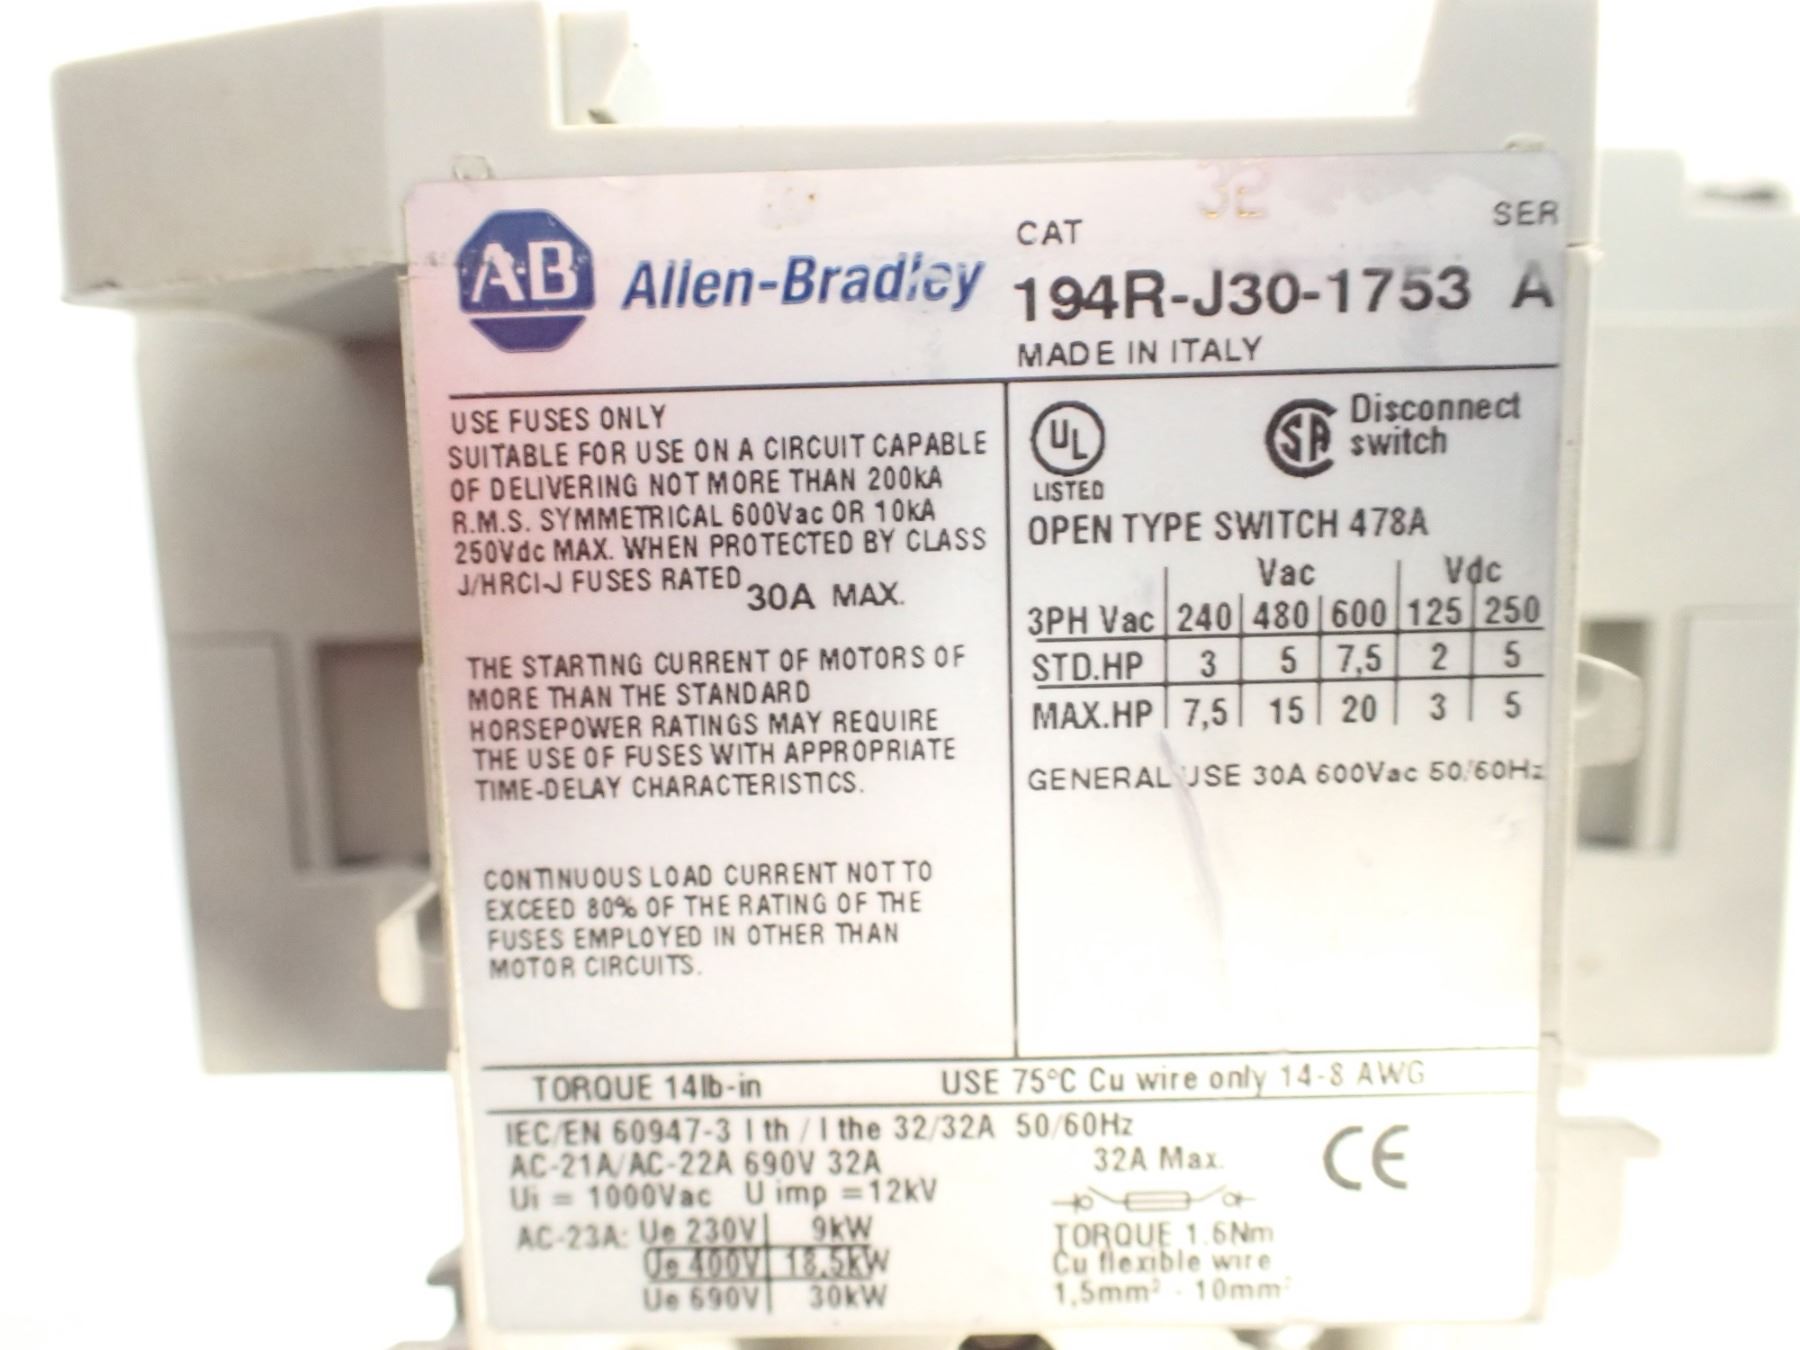 32
CAT SER
AB Allen-Bradley 194R-J30-1753 A
MADE IN ITALY
USE FUSES ONLY
SUITABLE FOR USE ON A CIRCUIT CAPABLE
OF DELIVERING NOT MORE THAN 200kA
R.M.S. SYMMETRICAL 600Vac OR 10kA
250Vdc MAX. WHEN PROTECTED BY CLASS
J/HRCI-J FUSES RATED 30A MAX.
THE STARTING CURRENT OF MOTORS OF
MORE THAN THE STANDARD
HORSEPOWER RATINGS MAY REQUIRE
THE USE OF FUSES WITH APPROPRIATE
TIME-DELAY CHARACTERISTICS.
CONTINUOUS LOAD CURRENT NOT TO
EXCEED 80% OF THE RATING OF THE
FUSES EMPLOYED IN OTHER THAN
MOTOR CIRCUITS.
UL
LISTED
SA Disconnect
switch
OPEN TYPE SWITCH 478A
Vac Vdc
3PH Vac 240 480 600 125 250
STD.HP 3 5 7,5 2 5
MAX.HP 7,5 15 20 3 5
GENERAL USE 30A 600Vac 50/60Hz
TORQUE 14lb-in USE 75°C Cu wire only 14-8 AWG
IEC/EN 60947-3 I th / I the 32/32A 50/60Hz
AC-21A/AC-22A 690V 32A
Ui = 1000Vac U imp =12kV
AC-23A: Ue 230V 9kW
Ue 400V 18,5kW
Ue 690V 30kW
32A Max.
TORQUE 1.6Nm
Cu flexible wire
1,5mm² - 10mm²
CE